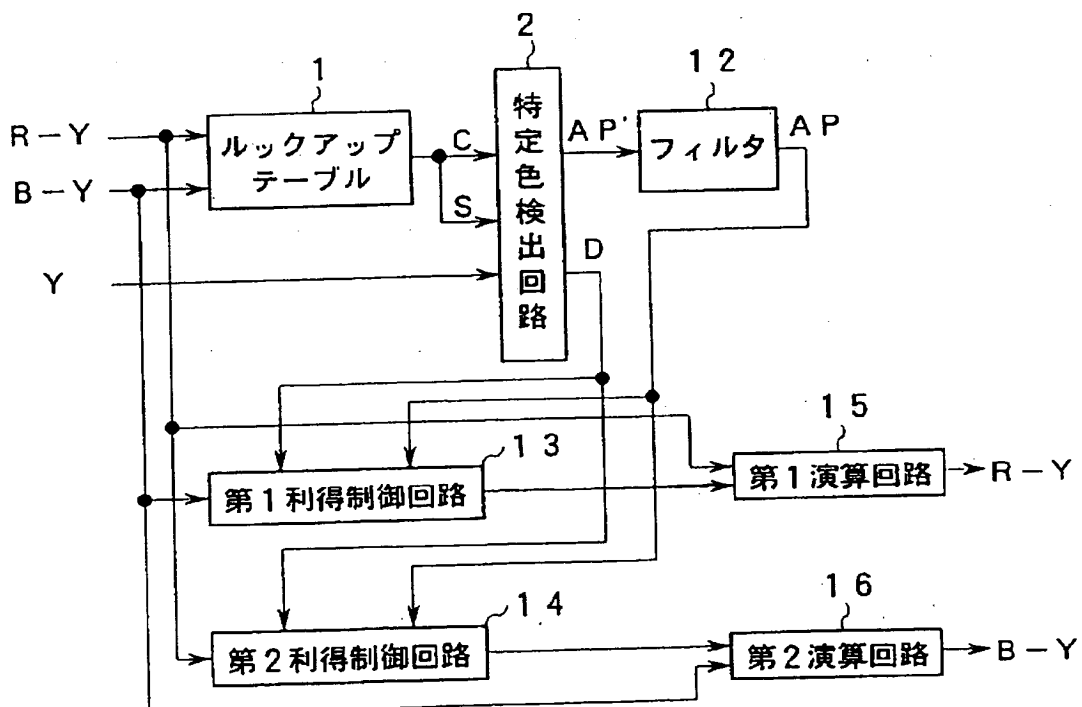 2
1
12
R-Y
ルックアップ
テーブル
C
特定色検出回路
AP'
フィルタ
AP
B-Y
S
D
Y
15
13
第1演算回路
R-Y
第1利得制御回路
16
14
第2演算回路
B-Y
第2利得制御回路